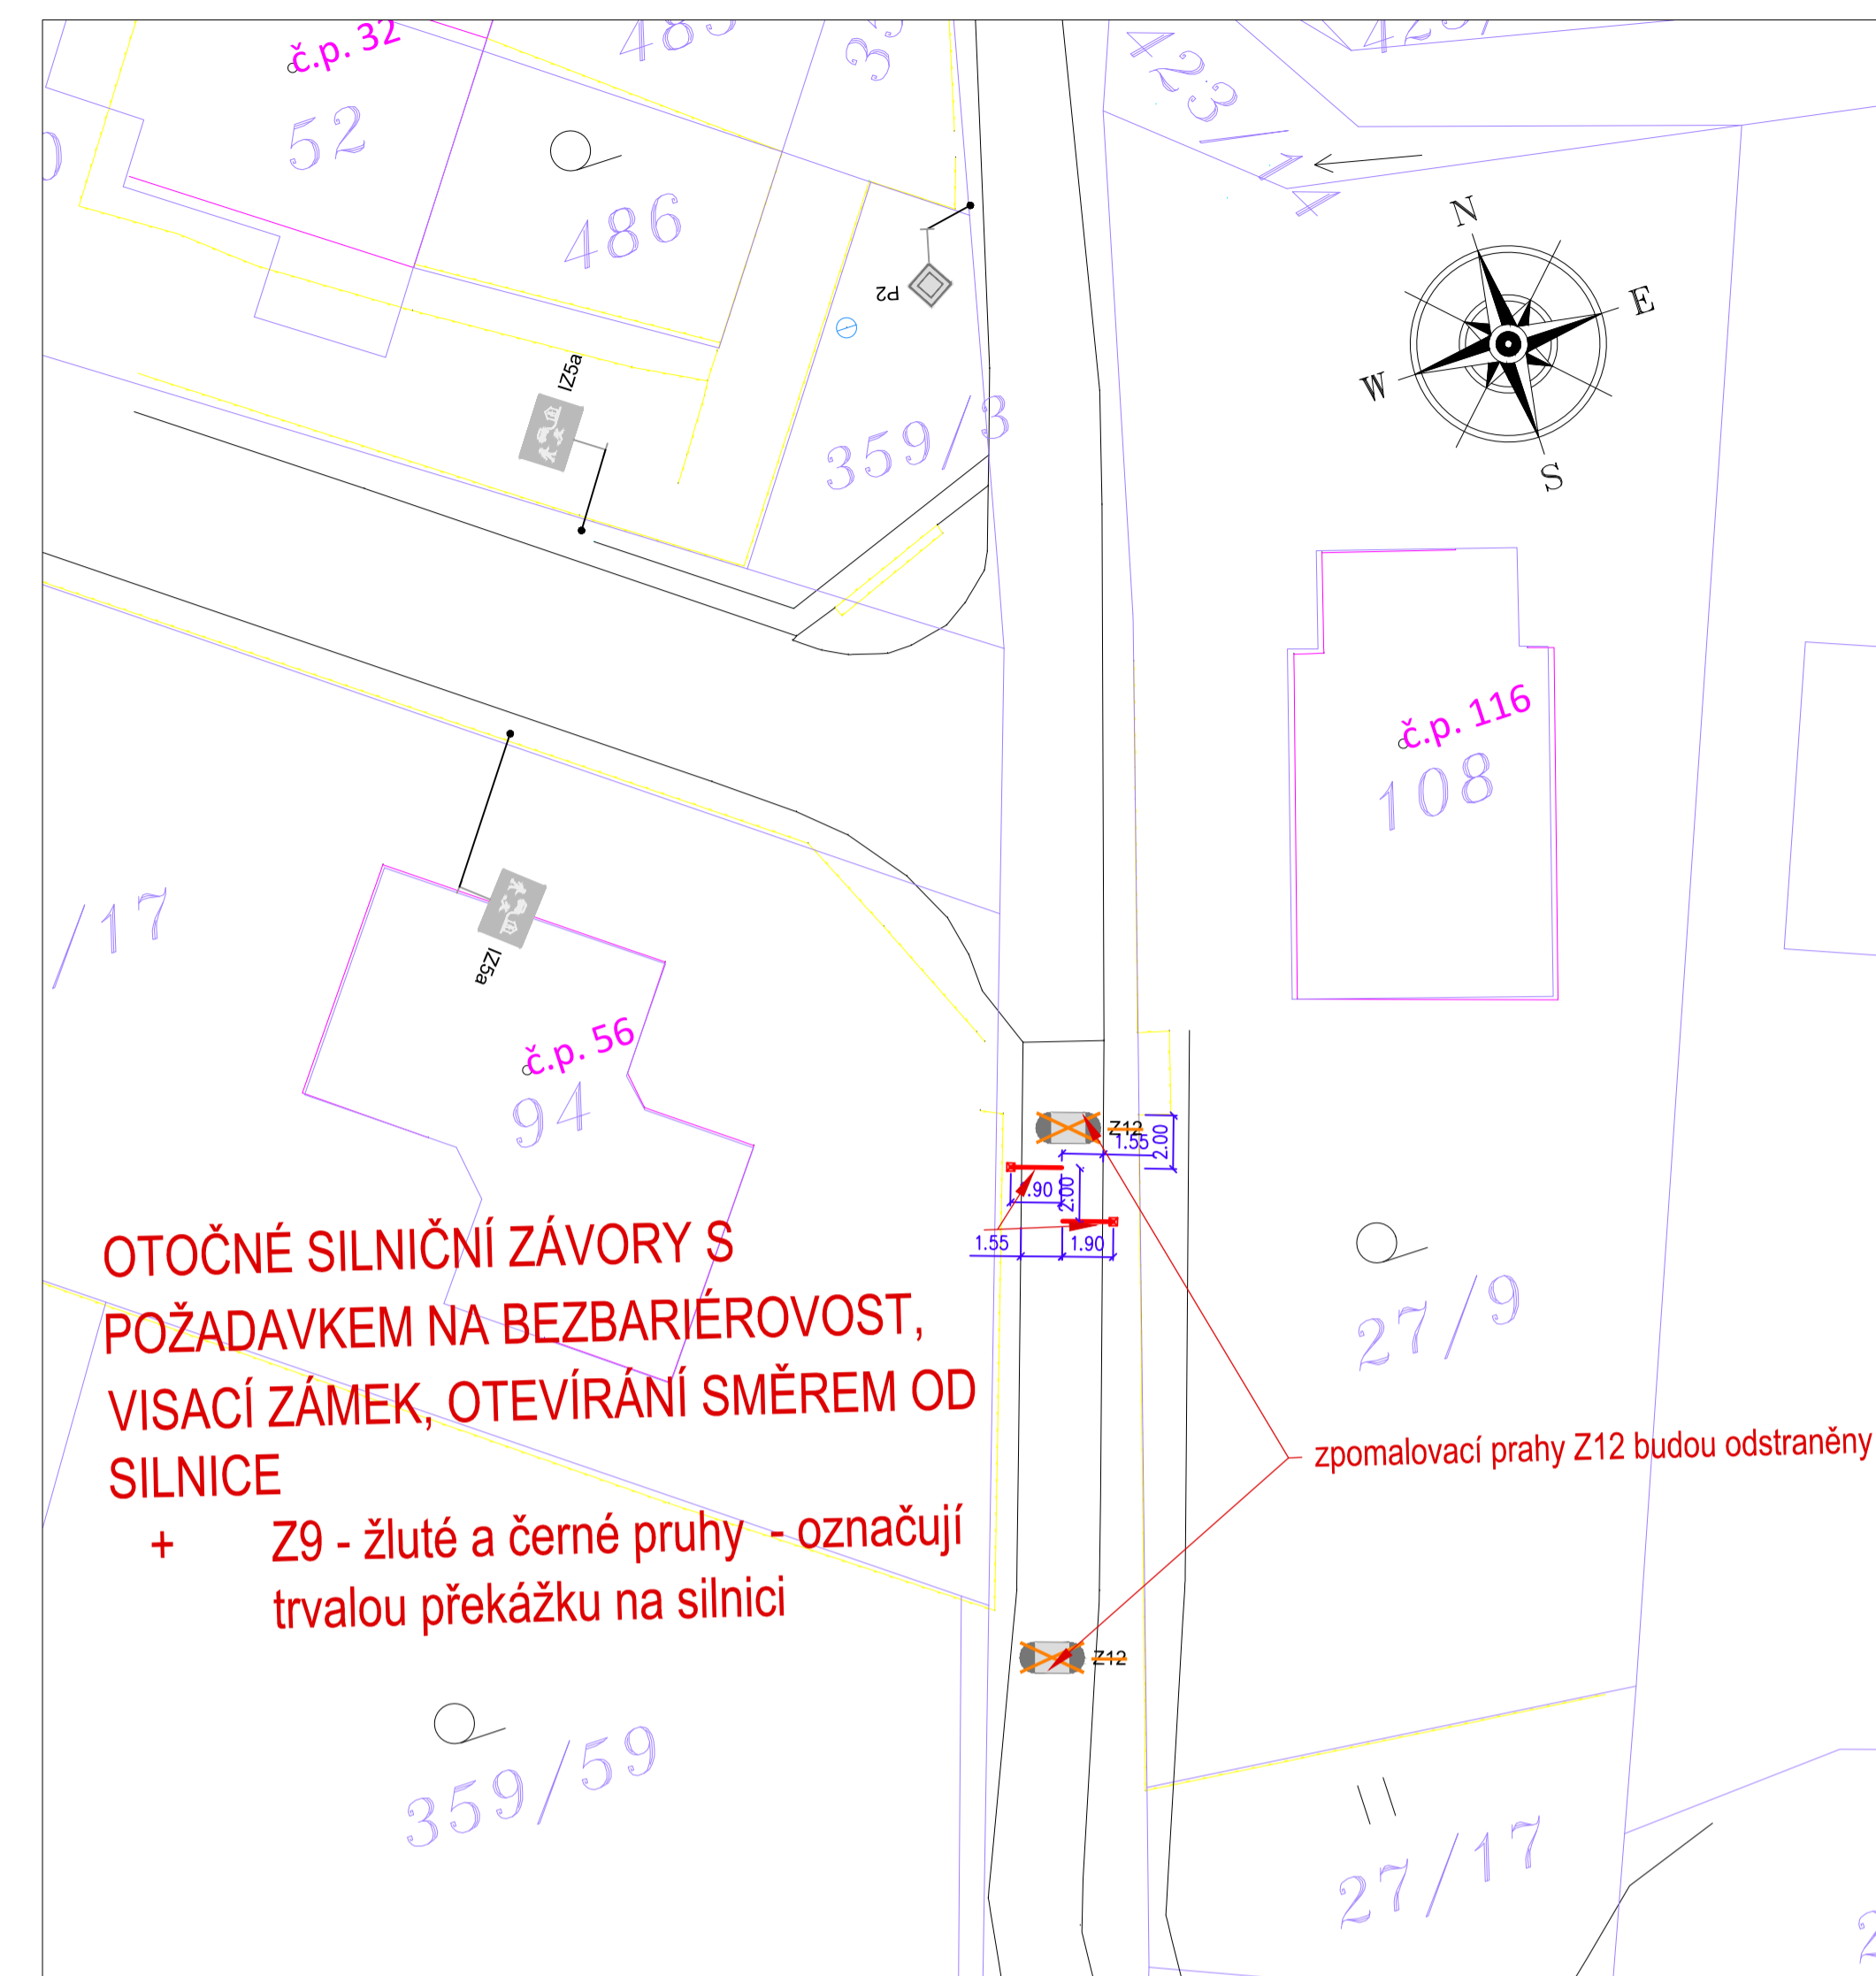 č.p. 32
52
486
423/14
P2
IZ5a
359/3
N
E
W
S
č.p. 116
108
/17
IZ5a
č.p. 56
94
Z12
1.55
2.00
1.90
2.00
1.55
1.90
OTOČNÉ SILNIČNÍ ZÁVORY S
POŽADAVKEM NA BEZBARIÉROVOST,
VISACÍ ZÁMEK, OTEVÍRÁNÍ SMĚREM OD
SILNICE
+ Z9 - žluté a černé pruhy - označují
trvalou překážku na silnici
27/9
zpomalovací prahy Z12 budou odstraněny
Z12
359/59
27/17